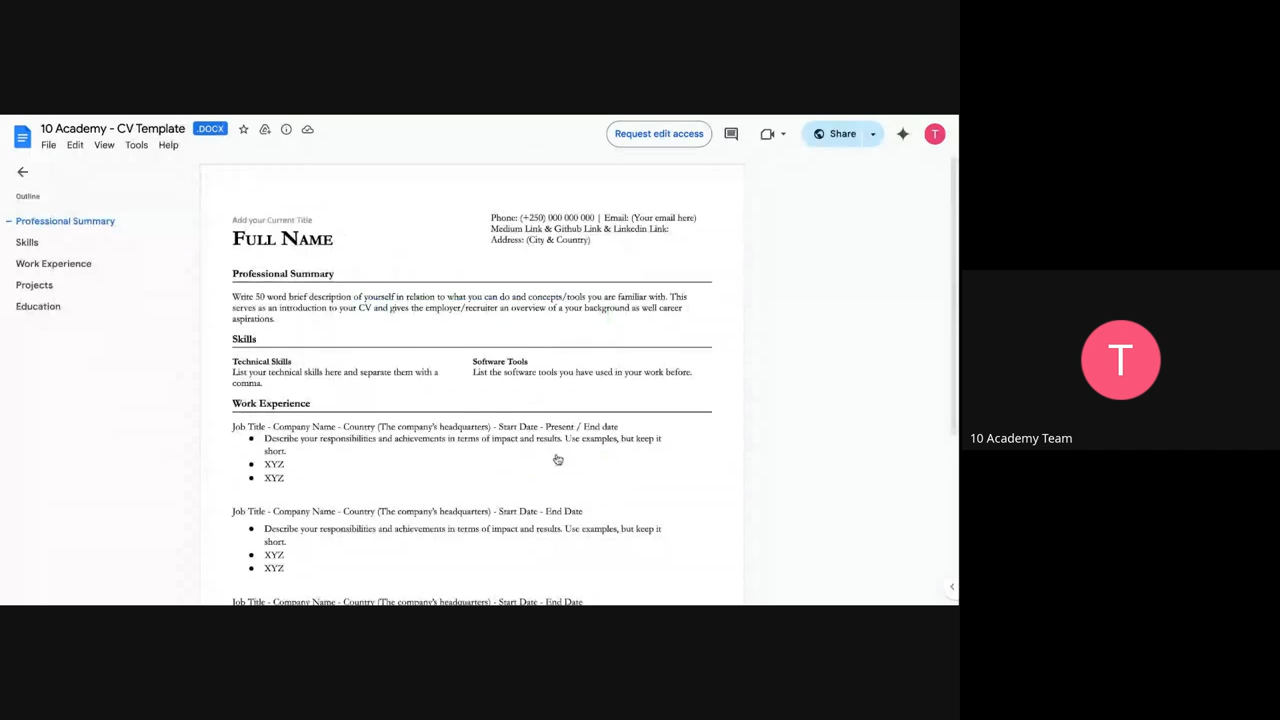 10 Academy - CV Template .DOCX
File Edit View Tools Help
Request edit access
Share
T
Outline
Professional Summary
Skills
Work Experience
Projects
Education
Add your Current Title
FULL NAME
Phone: (+250) 000 000 000 | Email: (Your email here)
Medium Link & Github Link & Linkedin Link:
Address: (City & Country)
Professional Summary
Write 50 word brief description of yourself in relation to what you can do and concepts/tools you are familiar with. This
serves as an introduction to your CV and gives the employer/recruiter an overview of a your background as well career
aspirations.
Skills
Technical Skills
List your technical skills here and separate them with a
comma.
Software Tools
List the software tools you have used in your work before.
Work Experience
Job Title - Company Name - Country (The company's headquarters) - Start Date - Present / End date
● Describe your responsibilities and achievements in terms of impact and results. Use examples, but keep it
short.
● XYZ
● XYZ
Job Title - Company Name - Country (The company's headquarters) - Start Date - End Date
● Describe your responsibilities and achievements in terms of impact and results. Use examples, but keep it
short.
● XYZ
● XYZ
Job Title - Company Name - Country (The company's headquarters) - Start Date - End Date
T
10 Academy Team